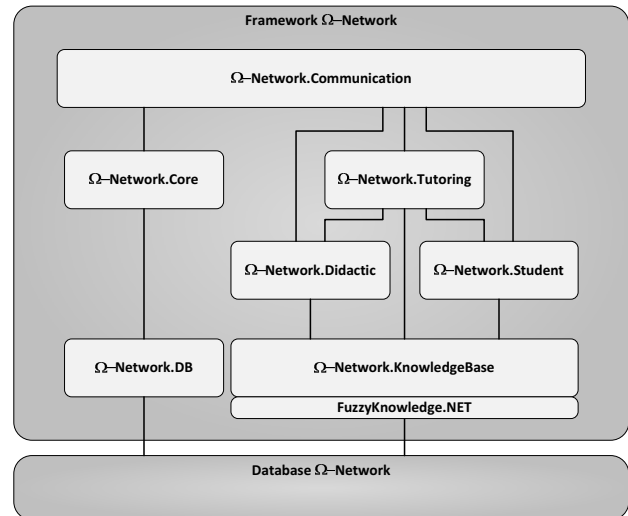 Framework Ω–Network
Ω–Network.Communication
Ω–Network.Core
Ω–Network.Tutoring
Ω–Network.Didactic
Ω–Network.Student
Ω–Network.DB
Ω–Network.KnowledgeBase
FuzzyKnowledge.NET
Database Ω–Network